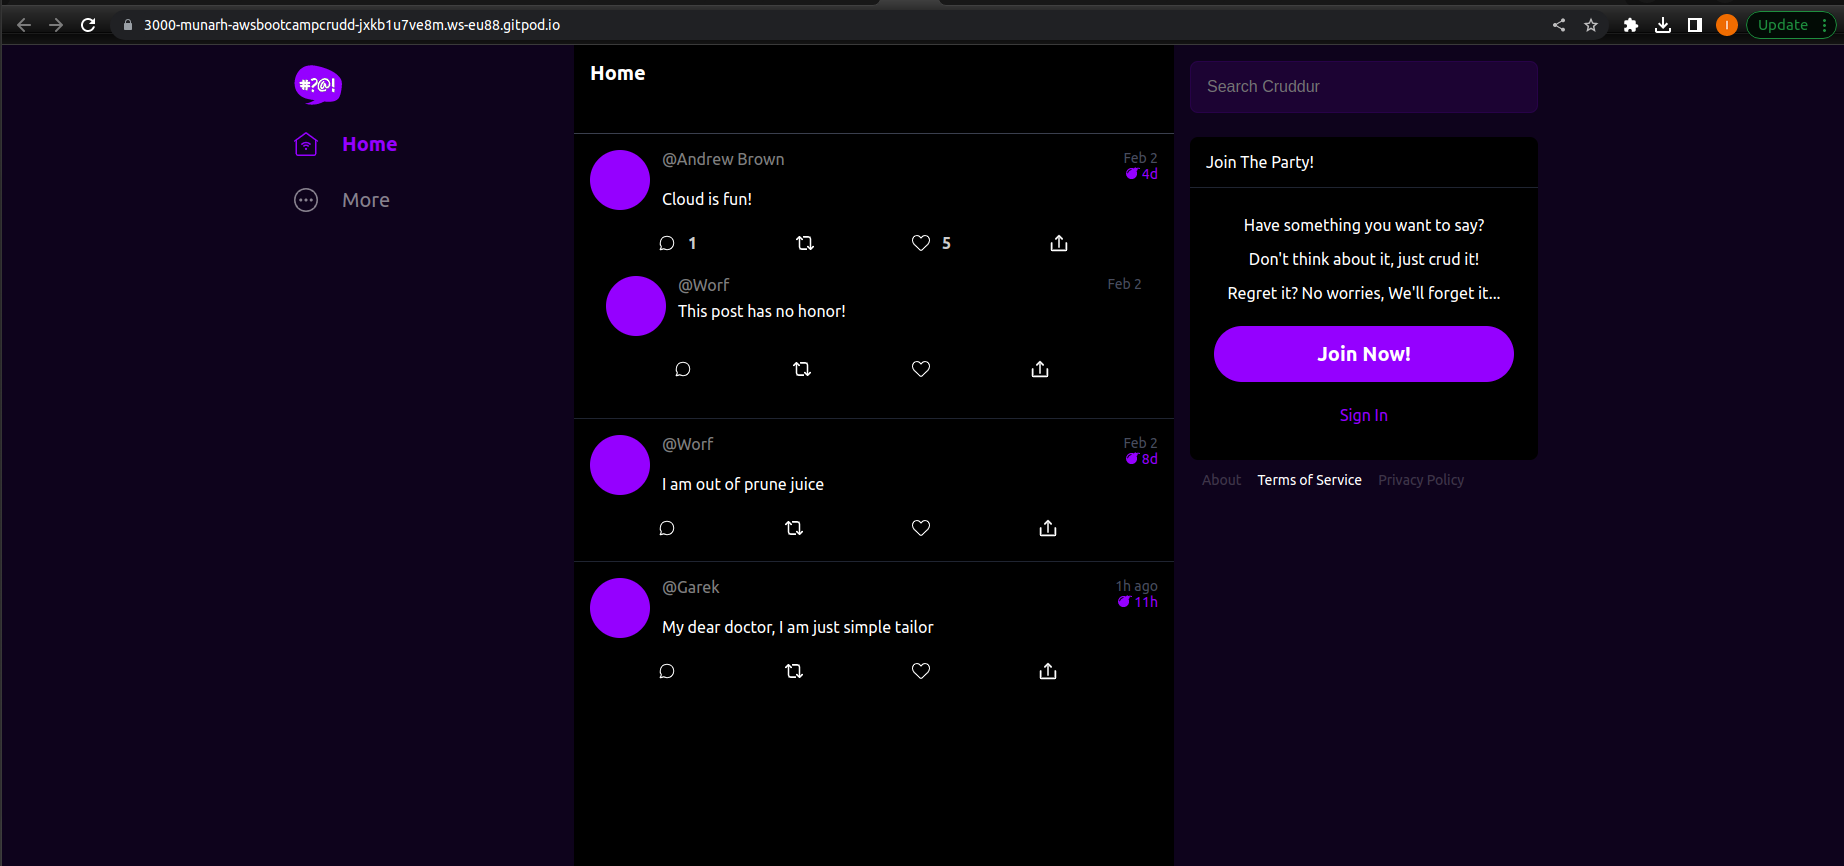 3000-munarh-awsbootcampcrudd-jxkb1u7ve8m.ws-eu88.gitpod.io
I
Update
#?@!
Home
More
Home
@Andrew Brown
Feb 2
4d
Cloud is fun!
1
5
@Worf
Feb 2
This post has no honor!
@Worf
Feb 2
8d
I am out of prune juice
@Garek
1h ago
11h
My dear doctor, I am just simple tailor
Search Cruddur
Join The Party!
Have something you want to say?
Don't think about it, just crud it!
Regret it? No worries, We'll forget it...
Join Now!
Sign In
About Terms of Service Privacy Policy